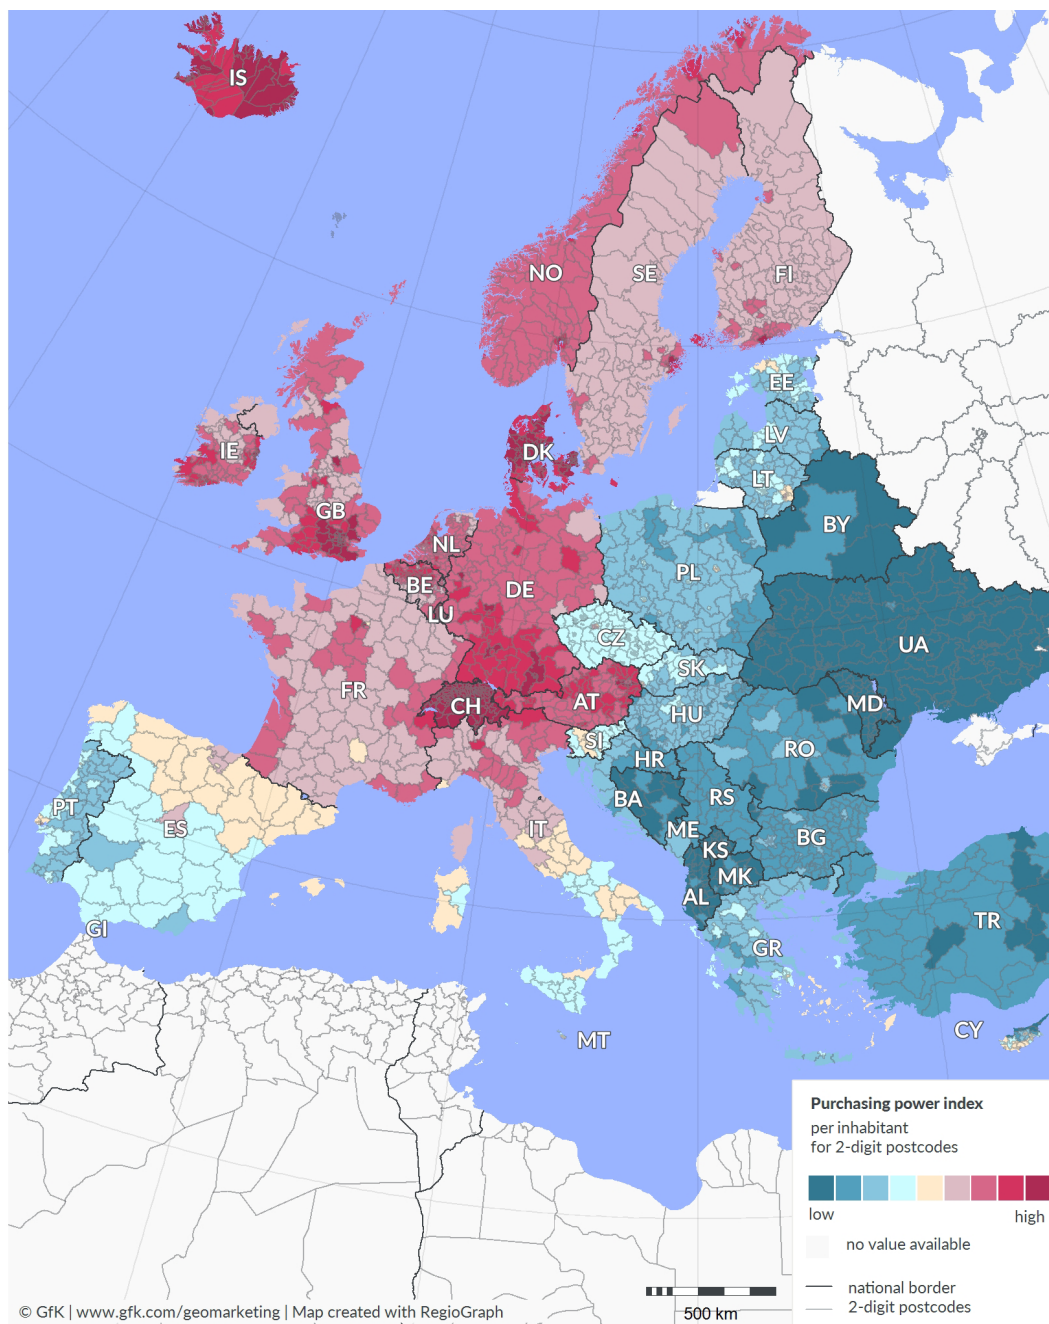 IS
NO
SE
FI
EE
LV
LT
IE
DK
GB
BY
NL
BE
LU
DE
PL
CZ
UA
SK
FR
CH
AT
HU
MD
SI
HR
RO
PT
ES
IT
BA
RS
ME
KS
BG
MK
AL
GI
GR
TR
MT
CY
Purchasing power index
per inhabitant
for 2-digit postcodes
low
high
no value available
national border
2-digit postcodes
500 km
© GfK | www.gfk.com/geomarketing | Map created with RegioGraph